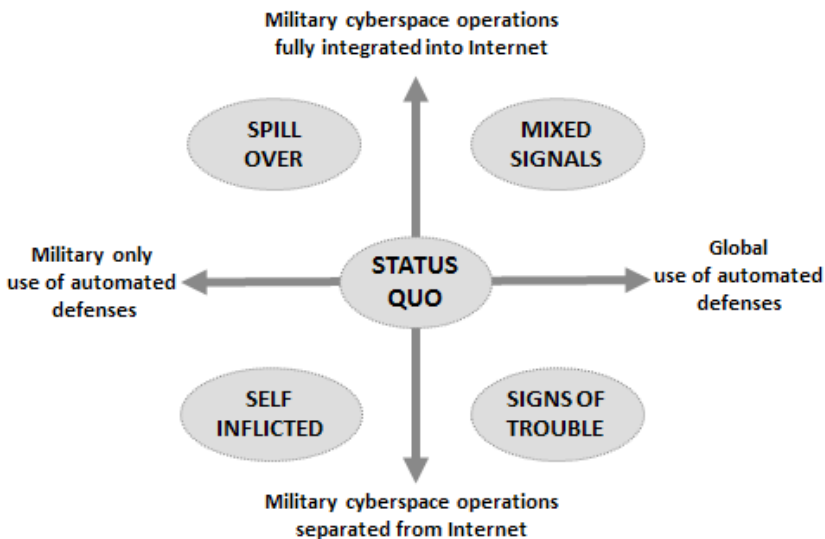 Military cyberspace operations
fully integrated into Internet
SPILL
OVER
MIXED
SIGNALS
Military only
use of automated
defenses
STATUS
QUO
Global
use of automated
defenses
SELF
INFLICTED
SIGNS OF
TROUBLE
Military cyberspace operations
separated from Internet